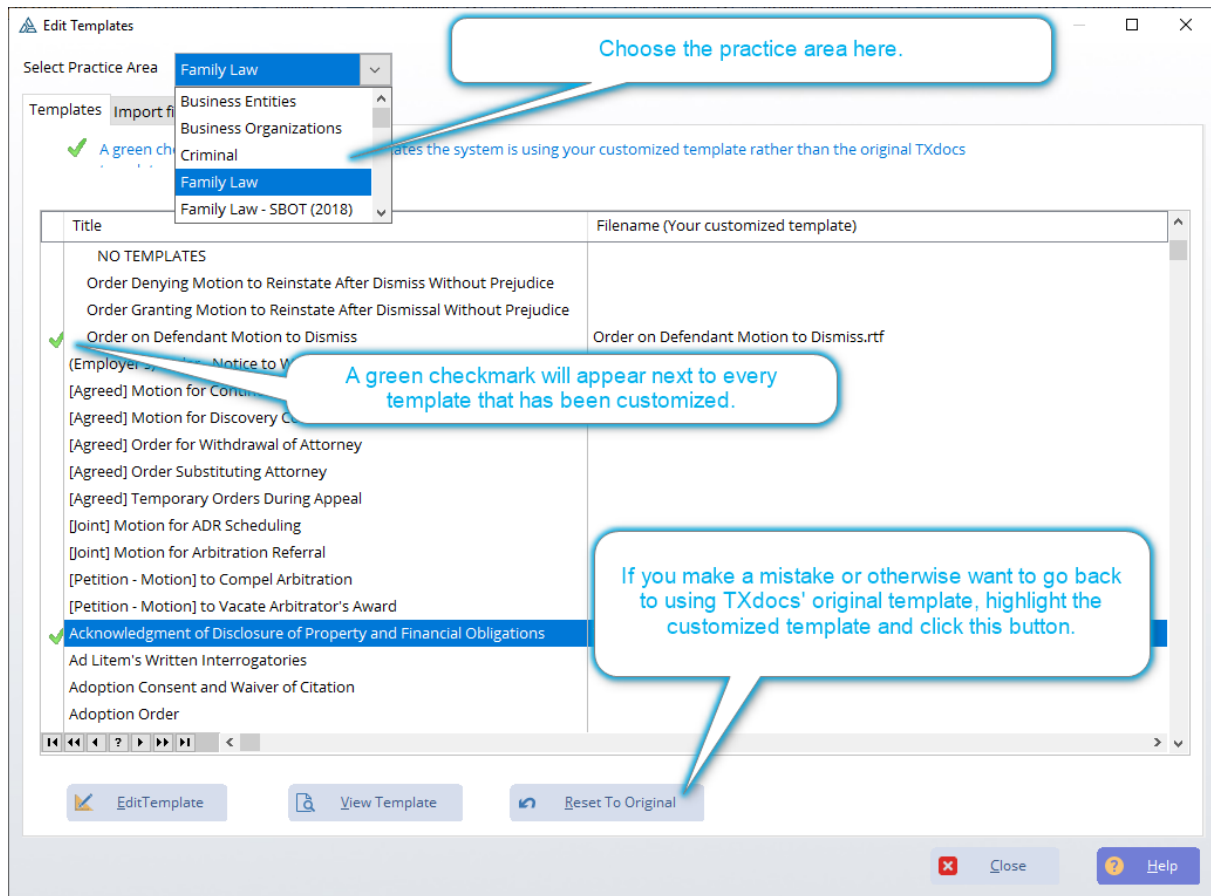 Edit Templates
Choose the practice area here.
Select Practice Area Family Law
Templates Import fi
Business Entities
Business Organizations
Criminal
Family Law
Family Law - SBOT (2018)
A green ch ates the system is using your customized template rather than the original TXdocs
Title Filename (Your customized template)
NO TEMPLATES
Order Denying Motion to Reinstate After Dismiss Without Prejudice
Order Granting Motion to Reinstate After Dismissal Without Prejudice
Order on Defendant Motion to Dismiss Order on Defendant Motion to Dismiss.rtf
(Employer's) Notice to W
A green checkmark will appear next to every
template that has been customized.
[Agreed] Motion for Contin
[Agreed] Motion for Discovery C
[Agreed] Order for Withdrawal of Attorney
[Agreed] Order Substituting Attorney
[Agreed] Temporary Orders During Appeal
[Joint] Motion for ADR Scheduling
[Joint] Motion for Arbitration Referral
[Petition - Motion] to Compel Arbitration
[Petition - Motion] to Vacate Arbitrator's Award
Acknowledgment of Disclosure of Property and Financial Obligations
Ad Litem's Written Interrogatories
Adoption Consent and Waiver of Citation
Adoption Order
If you make a mistake or otherwise want to go back
to using TXdocs' original template, highlight the
customized template and click this button.
EditTemplate View Template Reset To Original
Close Help